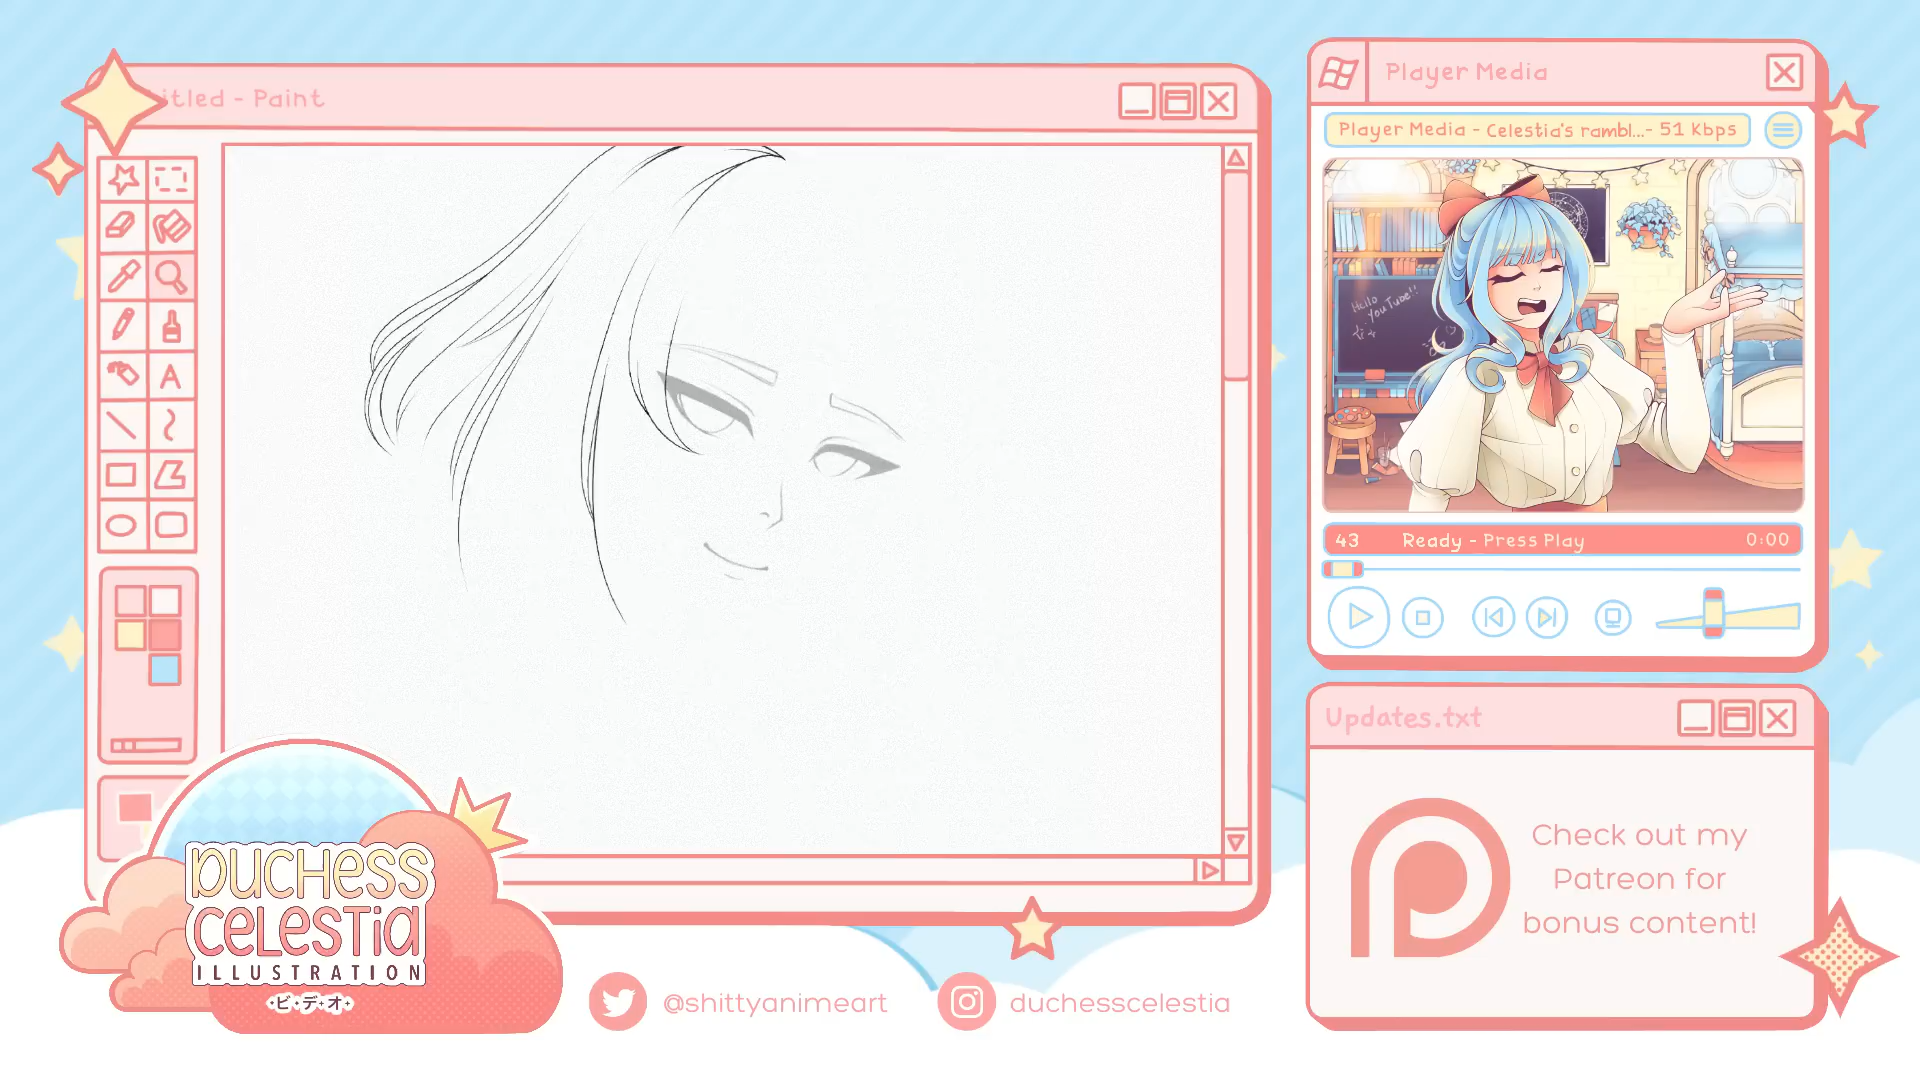 titled - Paint
Player Media
Player Media - Celestia's rambl...- 51 Kbps
Hello
YouTube!!
43 Ready - Press Play 0:00
A
Updates.txt
Check out my
Patreon for
bonus content!
DUCHESS
CELESTIA
ILLUSTRATION
・ビ・デ・オ・
@shittyanimeart
duchesscelestia